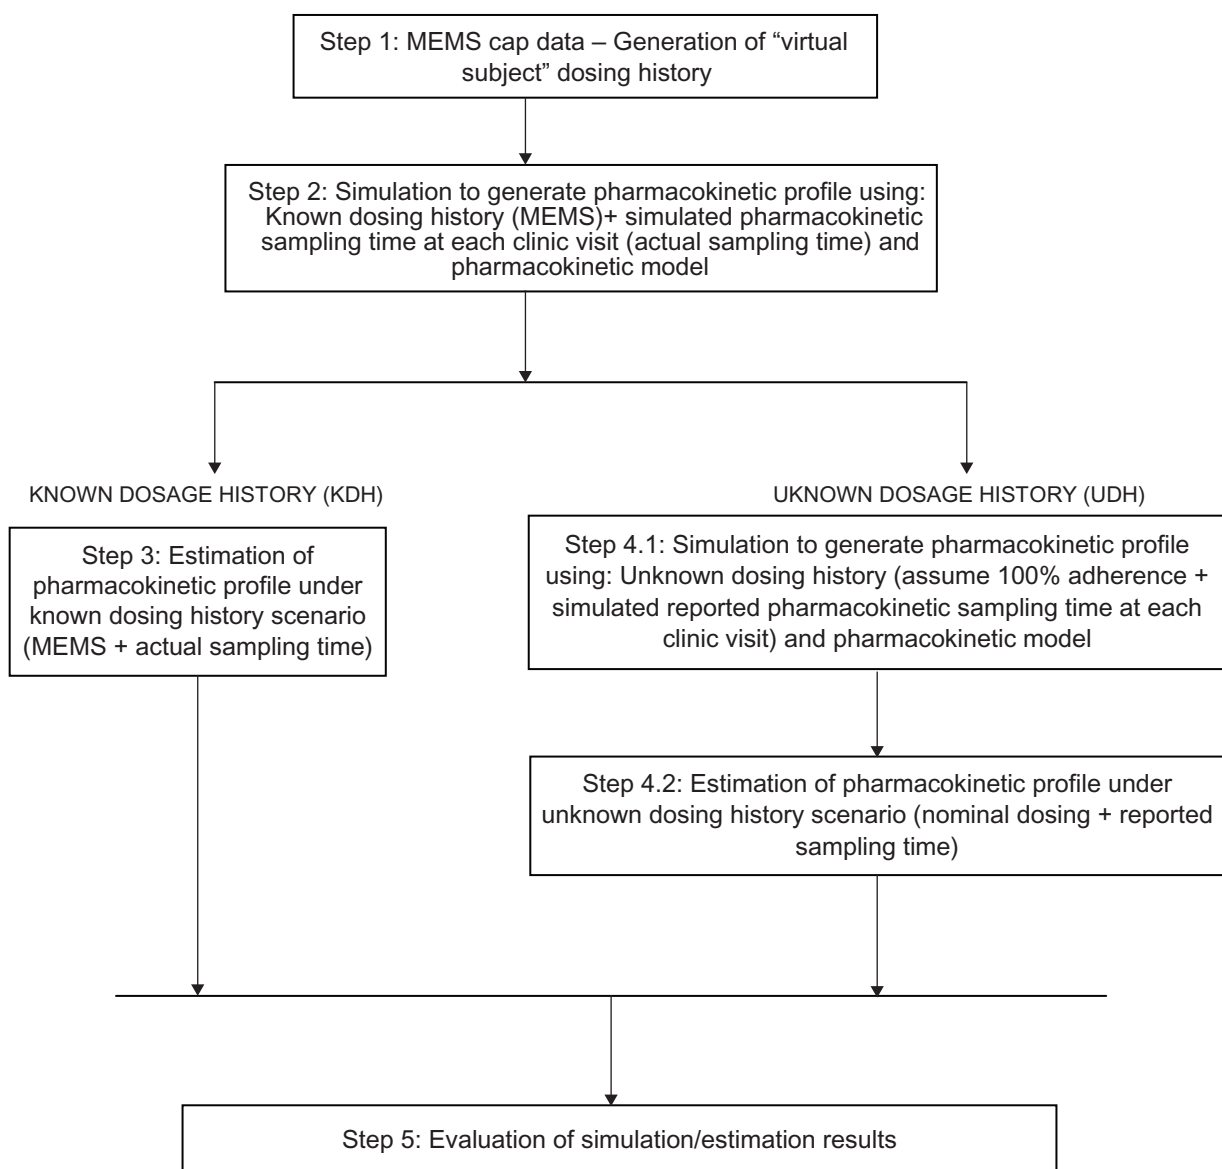 Step 1: MEMS cap data – Generation of “virtual
subject” dosing history
Step 2: Simulation to generate pharmacokinetic profile using:
Known dosing history (MEMS)+ simulated pharmacokinetic
sampling time at each clinic visit (actual sampling time) and
pharmacokinetic model
KNOWN DOSAGE HISTORY (KDH)
Step 3: Estimation of
pharmacokinetic profile under
known dosing history scenario
(MEMS + actual sampling time)
UKNOWN DOSAGE HISTORY (UDH)
Step 4.1: Simulation to generate pharmacokinetic profile
using: Unknown dosing history (assume 100% adherence +
simulated reported pharmacokinetic sampling time at each
clinic visit) and pharmacokinetic model
Step 4.2: Estimation of pharmacokinetic profile under
unknown dosing history scenario (nominal dosing + reported
sampling time)
Step 5: Evaluation of simulation/estimation results